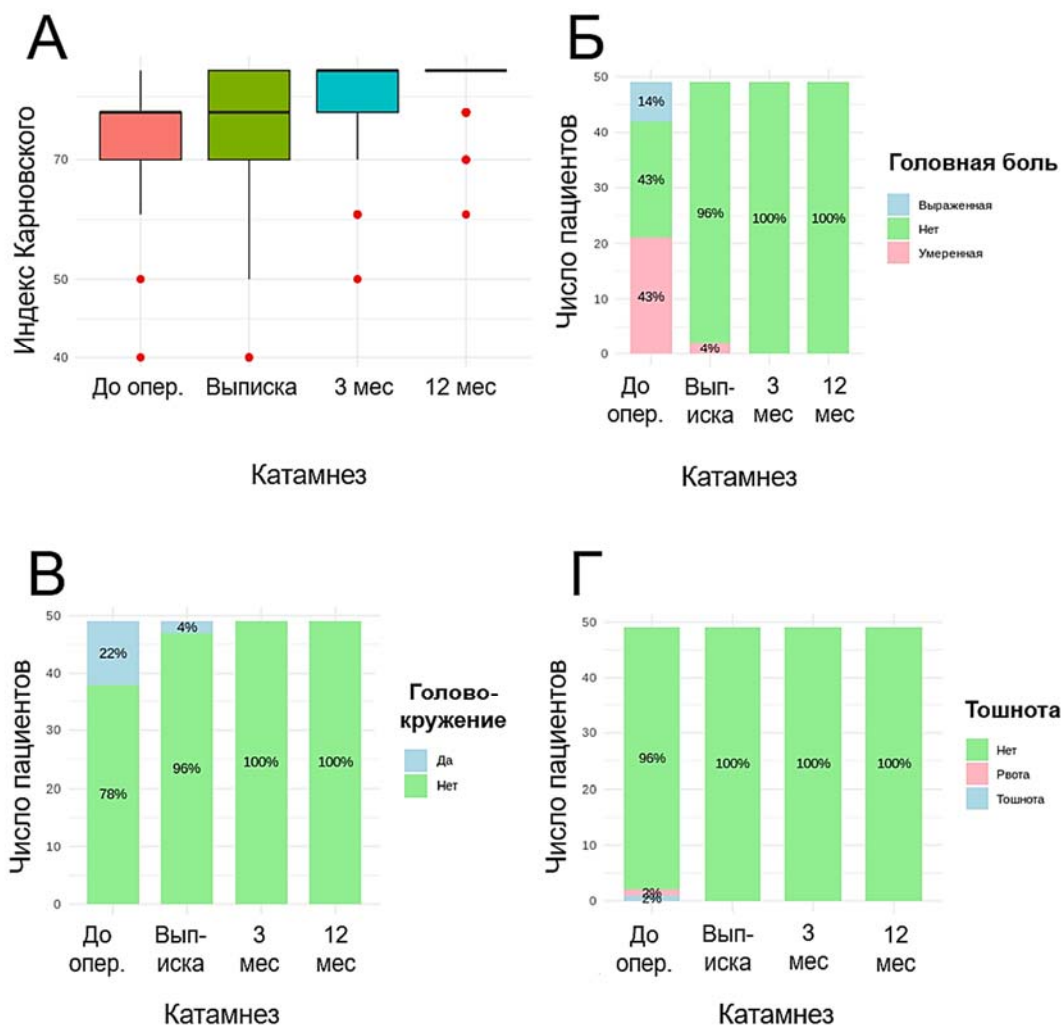 А
Индекс Карновского
70
50
40
До опер.
Выписка
3 мес
12 мес
Катамнез
Б
Число пациентов
50
40
30
20
10
0
14%
43%
43%
96%
4%
100%
100%
До
опер.
Вып-
иска
3
мес
12
мес
Катамнез
Головная боль
Выраженная
Нет
Умеренная
В
Число пациентов
50
40
30
20
10
0
22%
78%
4%
96%
100%
100%
До
опер.
Вып-
иска
3
мес
12
мес
Катамнез
Голово-
кружение
Да
Нет
Г
Число пациентов
50
40
30
20
10
0
96%
2%
2%
100%
100%
100%
До
опер.
Вып-
иска
3
мес
12
мес
Катамнез
Тошнота
Нет
Рвота
Тошнота